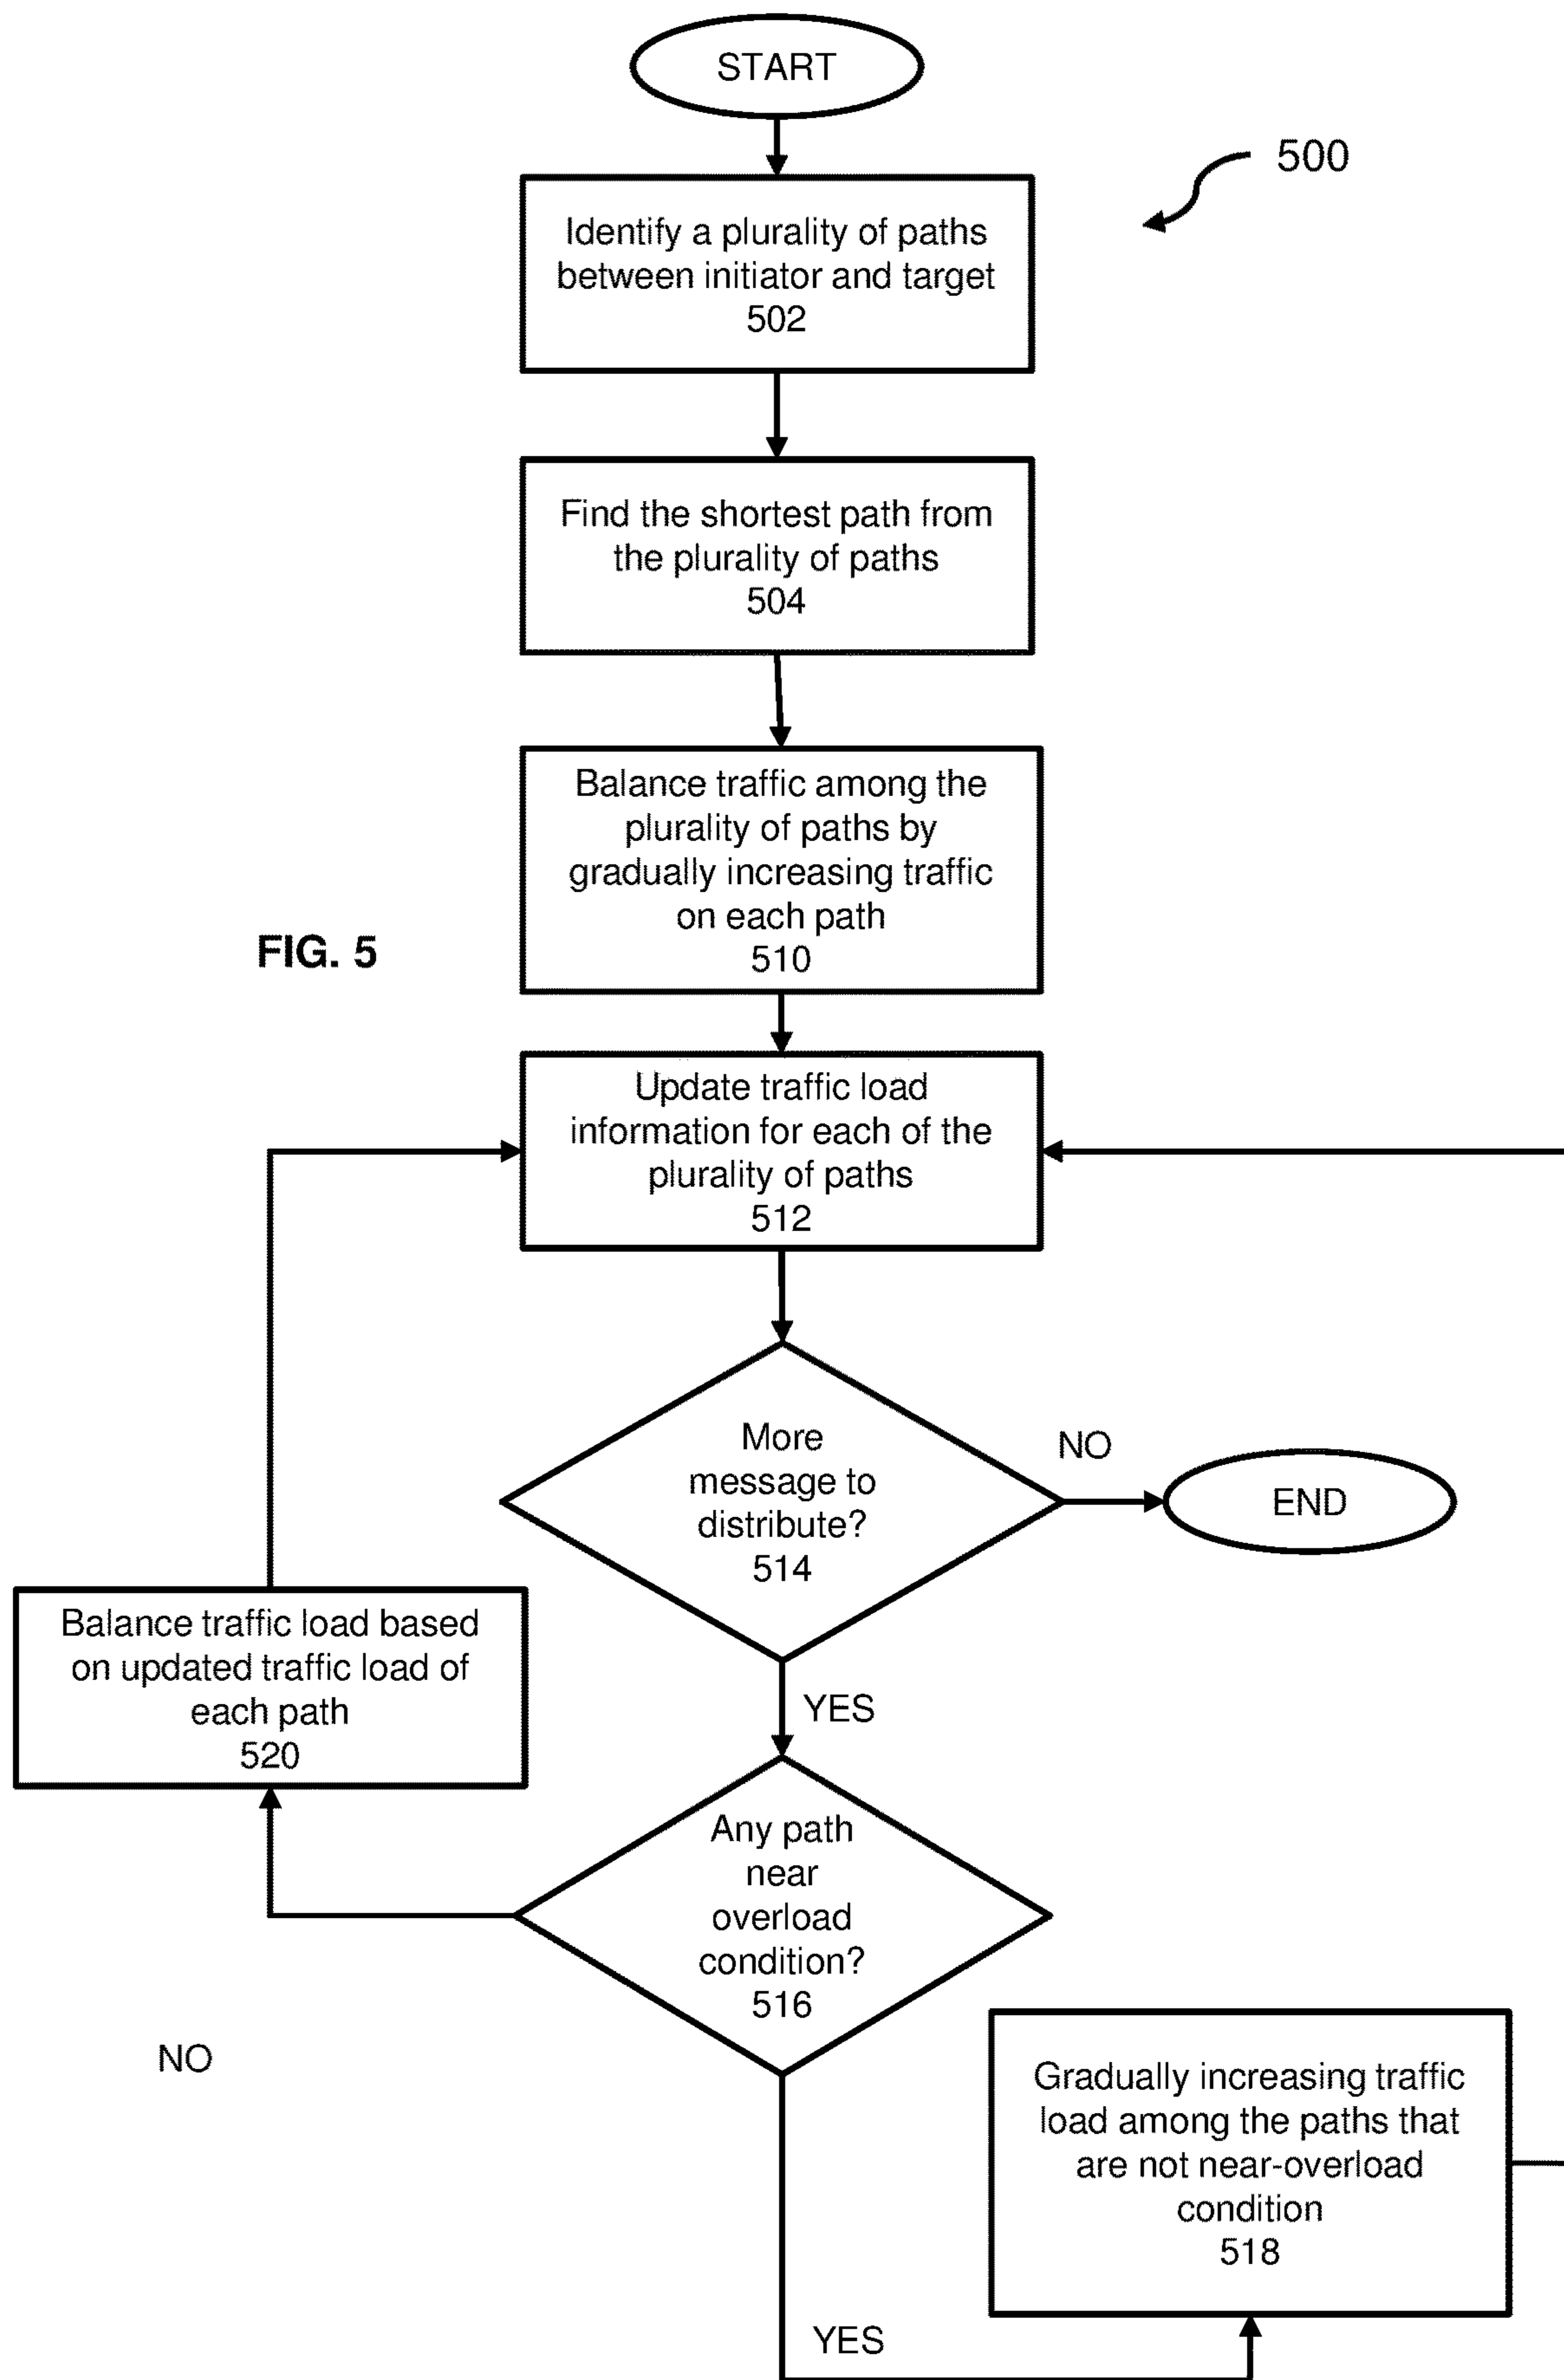 START
500
Identify a plurality of paths
between initiator and target
502
Find the shortest path from
the plurality of paths
504
Balance traffic among the
plurality of paths by
gradually increasing traffic
on each path
510
FIG. 5
Update traffic load
information for each of the
plurality of paths
512
More
message to
distribute?
514
NO
END
Balance traffic load based
on updated traffic load of
each path
520
YES
Any path
near
overload
condition?
516
NO
Gradually increasing traffic
load among the paths that
are not near-overload
condition
518
YES